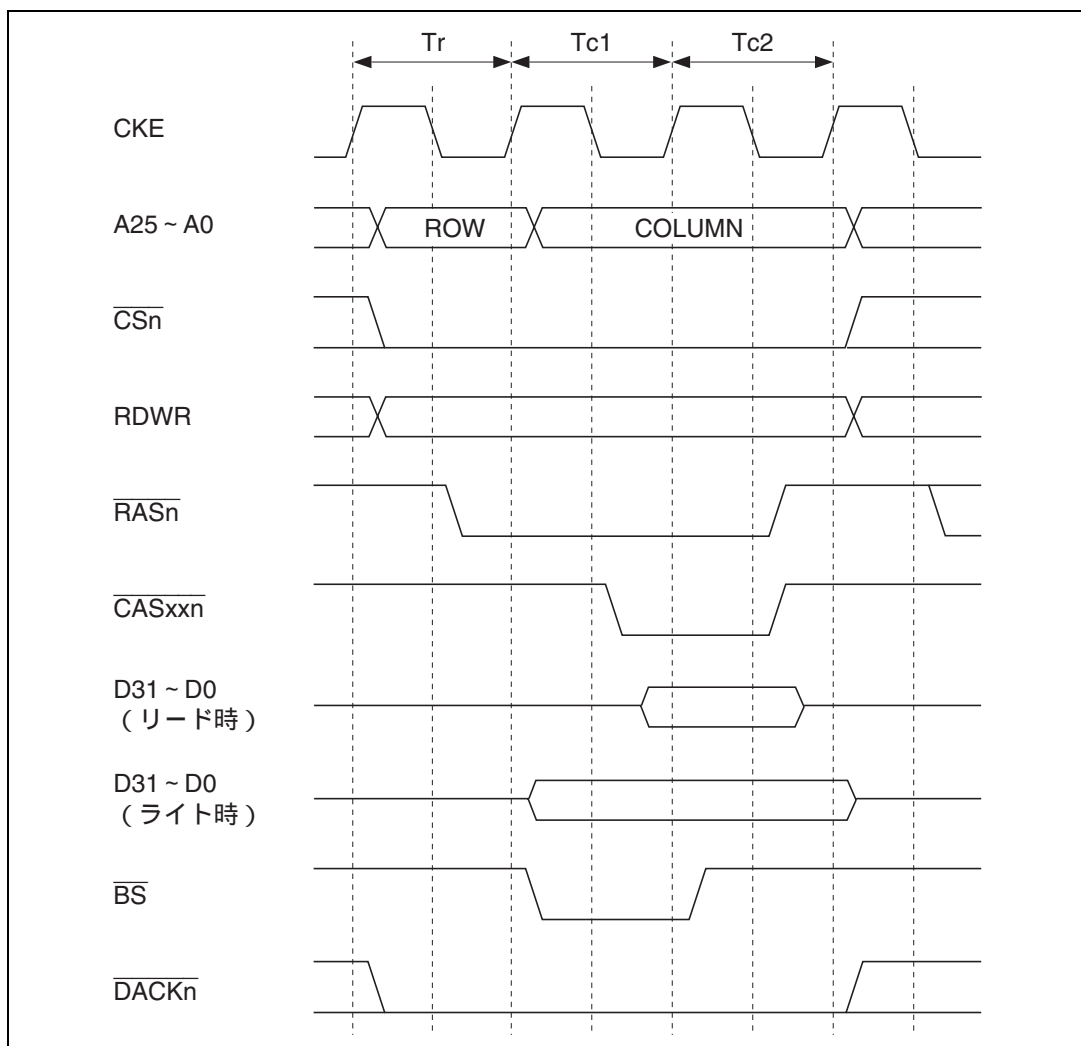 Tr Tc1 Tc2
CKE
A25 ~ A0 ROW COLUMN
CSn
RDWR
RASn
CASxxn
D31 ~ D0
（リード時）
D31 ~ D0
（ライト時）
BS
DACKn